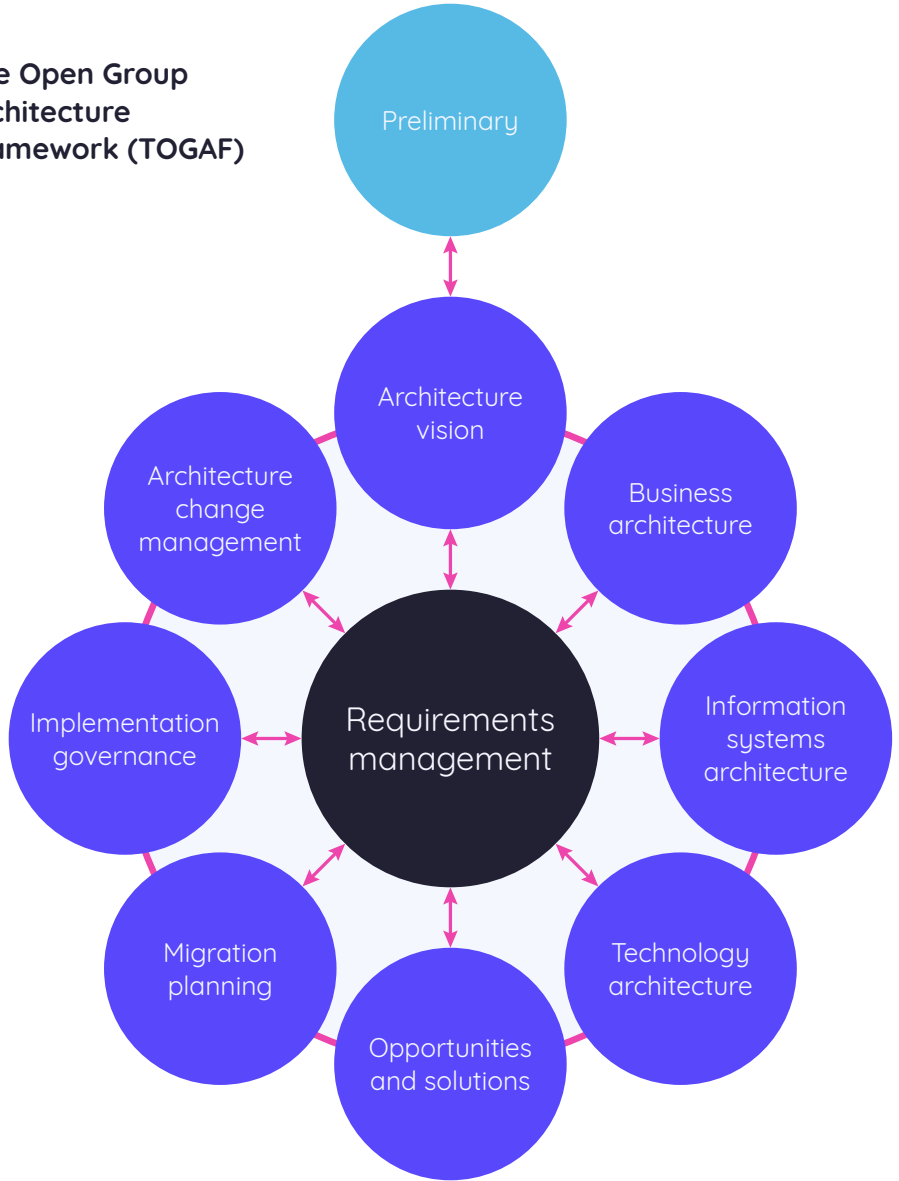 e Open Group
chitecture
amework (TOGAF)
Preliminary
Architecture
vision
Business
architecture
Information
systems
architecture
Technology
architecture
Opportunities
and solutions
Migration
planning
Implementation
governance
Architecture
change
management
Requirements
management